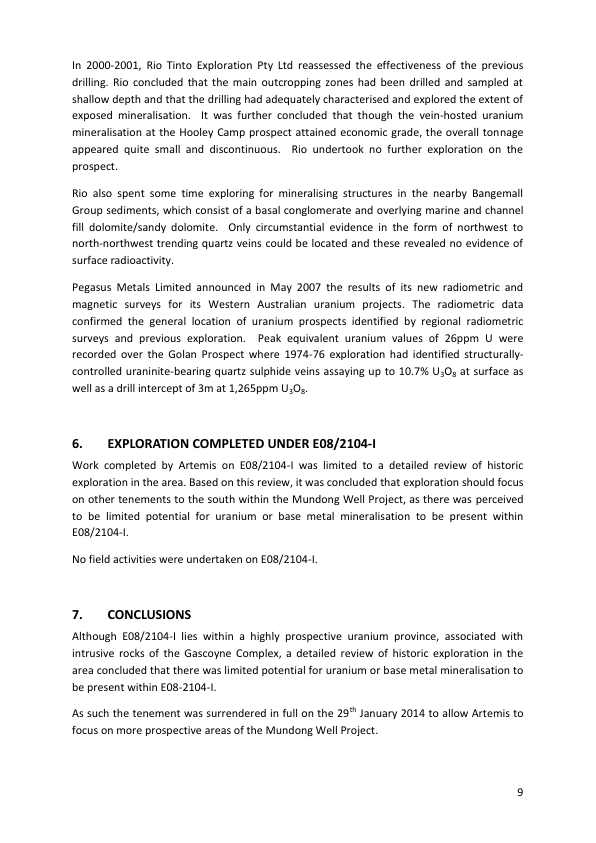 In 2000-2001, Rio Tinto Exploration Pty Ltd reassessed the effectiveness of the previous
drilling. Rio concluded that the main outcropping zones had been drilled and sampled at
shallow depth and that the drilling had adequately characterised and explored the extent of
exposed mineralisation.  It was further concluded that though the vein-hosted uranium
mineralisation at the Hooley Camp prospect attained economic grade, the overall tonnage
appeared quite small and discontinuous.  Rio undertook no further exploration on the
prospect.
Rio also spent some time exploring for mineralising structures in the nearby Bangemall
Group sediments, which consist of a basal conglomerate and overlying marine and channel
fill dolomite/sandy dolomite.  Only circumstantial evidence in the form of northwest to
north-northwest trending quartz veins could be located and these revealed no evidence of
surface radioactivity.
Pegasus Metals Limited announced in May 2007 the results of its new radiometric and
magnetic surveys for its Western Australian uranium projects. The radiometric data
confirmed the general location of uranium prospects identified by regional radiometric
surveys and previous exploration.  Peak equivalent uranium values of 26ppm U were
recorded over the Golan Prospect where 1974-76 exploration had identified structurally-
controlled uraninite-bearing quartz sulphide veins assaying up to 10.7% U₃O₈ at surface as
well as a drill intercept of 3m at 1,265ppm U₃O₈.
6. EXPLORATION COMPLETED UNDER E08/2104-I
Work completed by Artemis on E08/2104-I was limited to a detailed review of historic
exploration in the area. Based on this review, it was concluded that exploration should focus
on other tenements to the south within the Mundong Well Project, as there was perceived
to be limited potential for uranium or base metal mineralisation to be present within
E08/2104-I.
No field activities were undertaken on E08/2104-I.
7. CONCLUSIONS
Although E08/2104-I lies within a highly prospective uranium province, associated with
intrusive rocks of the Gascoyne Complex, a detailed review of historic exploration in the
area concluded that there was limited potential for uranium or base metal mineralisation to
be present within E08-2104-I.
As such the tenement was surrendered in full on the 29th January 2014 to allow Artemis to
focus on more prospective areas of the Mundong Well Project.
9